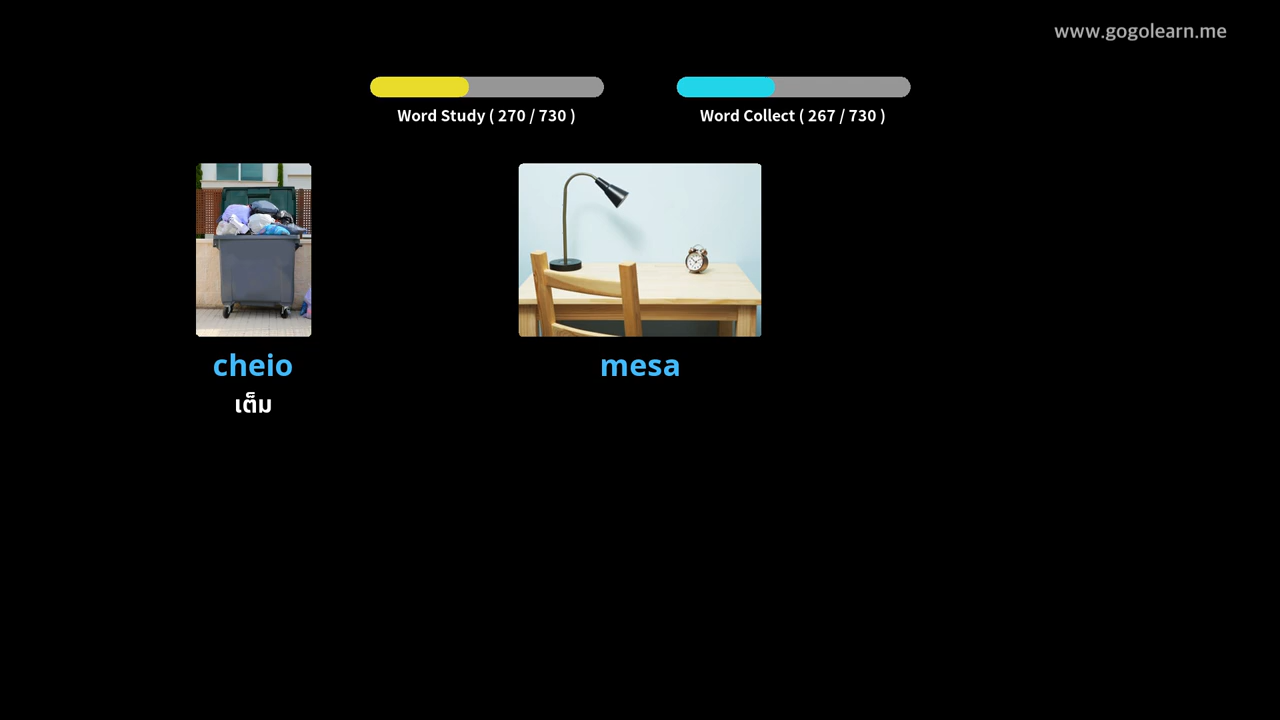 www.gogolearn.me
Word Study ( 270 / 730 )
Word Collect ( 267 / 730 )
cheio
mesa
เต็ม